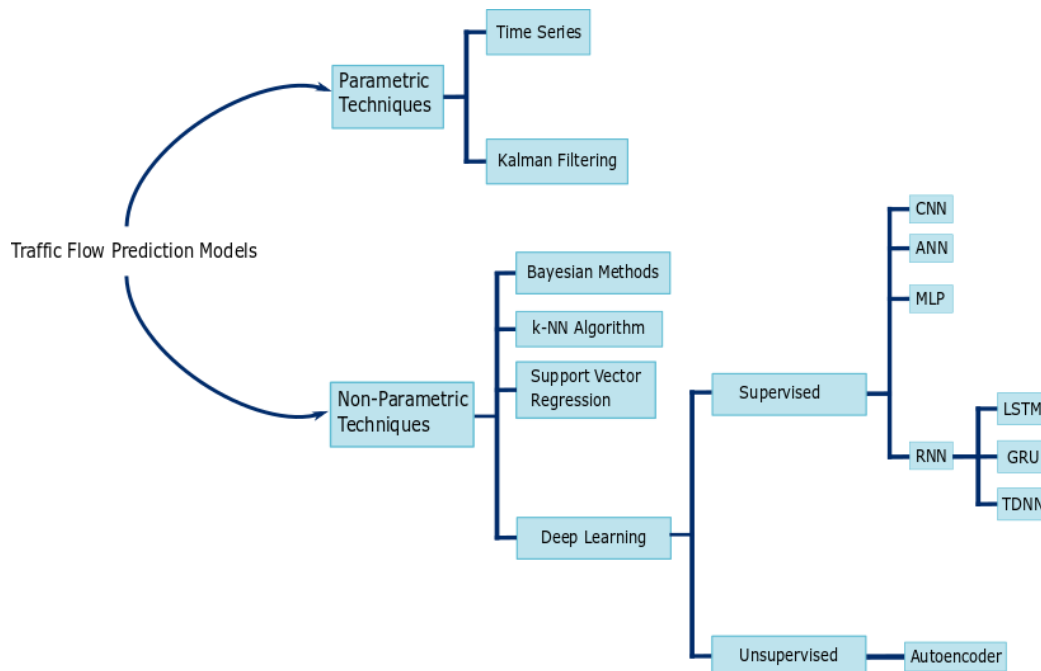 Time Series
Parametric
Techniques
Kalman Filtering
Traffic Flow Prediction Models
Bayesian Methods
k-NN Algorithm
Support Vector
Regression
Non-Parametric
Techniques
Deep Learning
Supervised
Unsupervised
CNN
ANN
MLP
RNN
LSTM
GRU
TDNN
Autoencoder